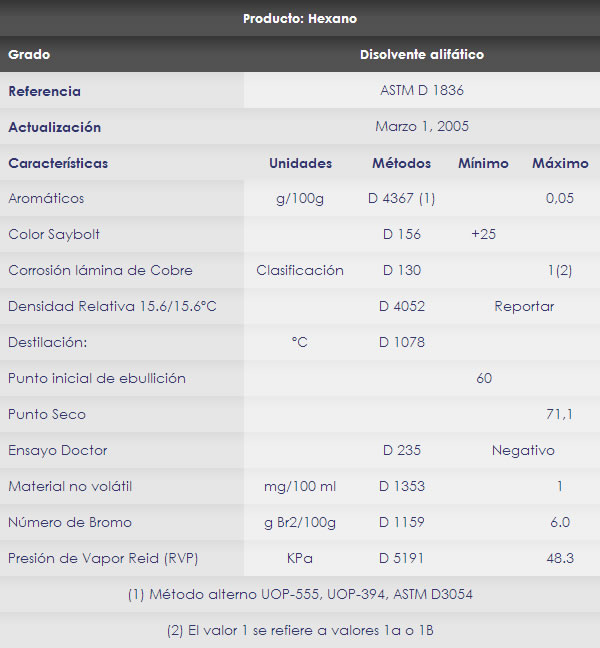 Producto: Hexano
Grado Disolvente alifático
Referencia ASTM D 1836
Actualización Marzo 1, 2005
Características Unidades Métodos Mínimo Máximo
Aromáticos g/100g D 4367 (1) 0,05
Color Saybolt D 156 +25
Corrosión lámina de Cobre Clasificación D 130 1(2)
Densidad Relativa 15.6/15.6ºC D 4052 Reportar
Destilación: ºC D 1078
Punto inicial de ebullición 60
Punto Seco 71,1
Ensayo Doctor D 235 Negativo
Material no volátil mg/100 ml D 1353 1
Número de Bromo g Br2/100g D 1159 6.0
Presión de Vapor Reid (RVP) KPa D 5191 48.3
(1) Método alterno UOP-555, UOP-394, ASTM D3054
(2) El valor 1 se refiere a valores 1a o 1B